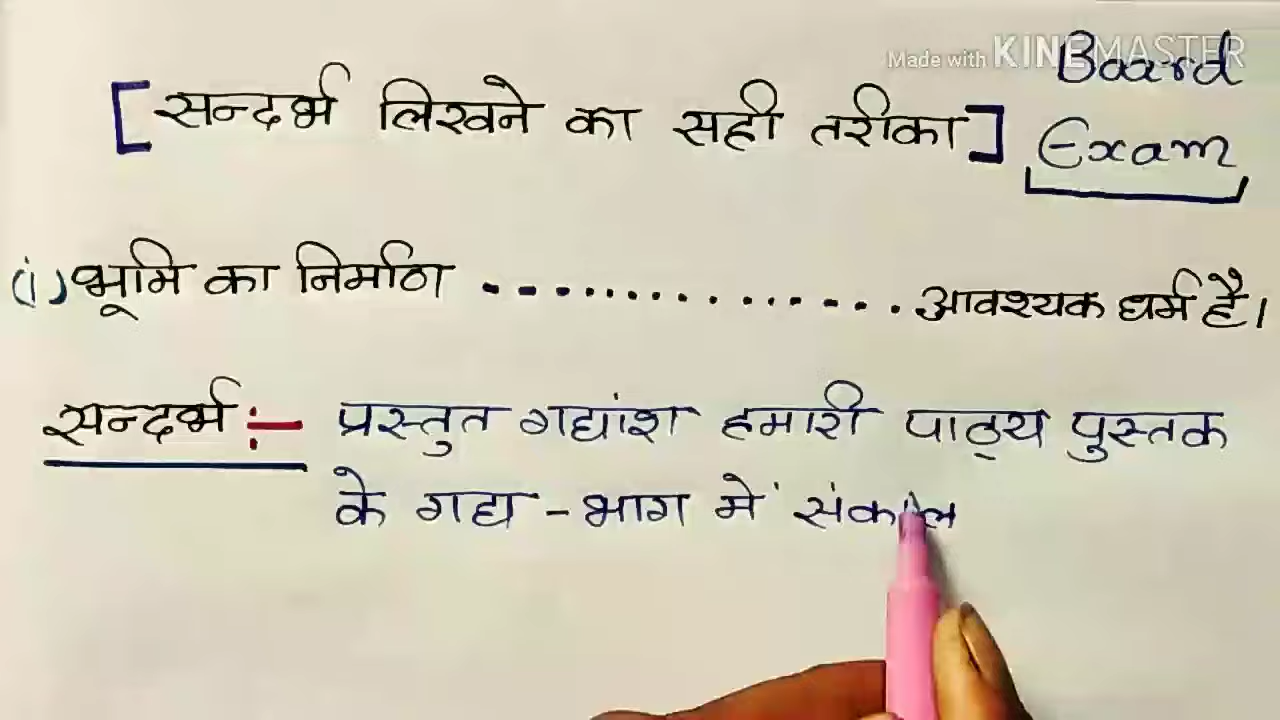 Made with KINEMASTER
Board
[सन्दर्भ लिखने का सही तरीका] Exam
(i) भूमि का निर्माण ................ आवश्यक धर्म है।
सन्दर्भ :- प्रस्तुत गद्यांश हमारी पाठ्य पुस्तक
के गद्य - भाग में